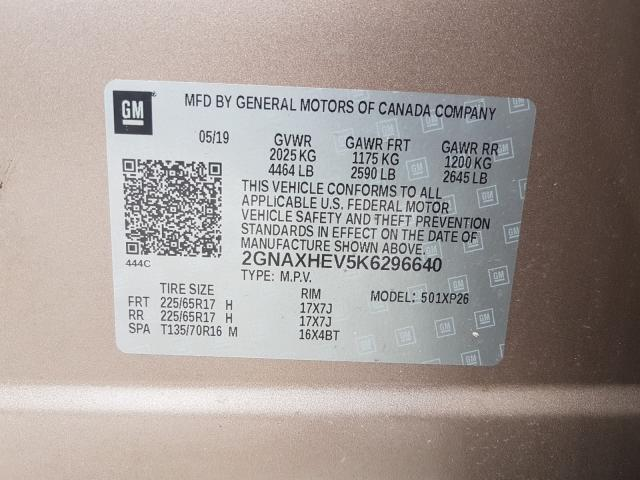 GM MFD BY GENERAL MOTORS OF CANADA COMPANY
05/19 GVWR GAWR FRT GAWR RR
2025 KG 1175 KG 1200 KG
4464 LB 2590 LB 2645 LB
THIS VEHICLE CONFORMS TO ALL
APPLICABLE U.S. FEDERAL MOTOR
VEHICLE SAFETY AND THEFT PREVENTION
STANDARDS IN EFFECT ON THE DATE OF
MANUFACTURE SHOWN ABOVE.
444C 2GNAXHEV5K6296640
TYPE: M.P.V.
TIRE SIZE RIM MODEL: 501XP26
FRT 225/65R17 H 17X7J
RR 225/65R17 H 17X7J
SPA T135/70R16 M 16X4BT